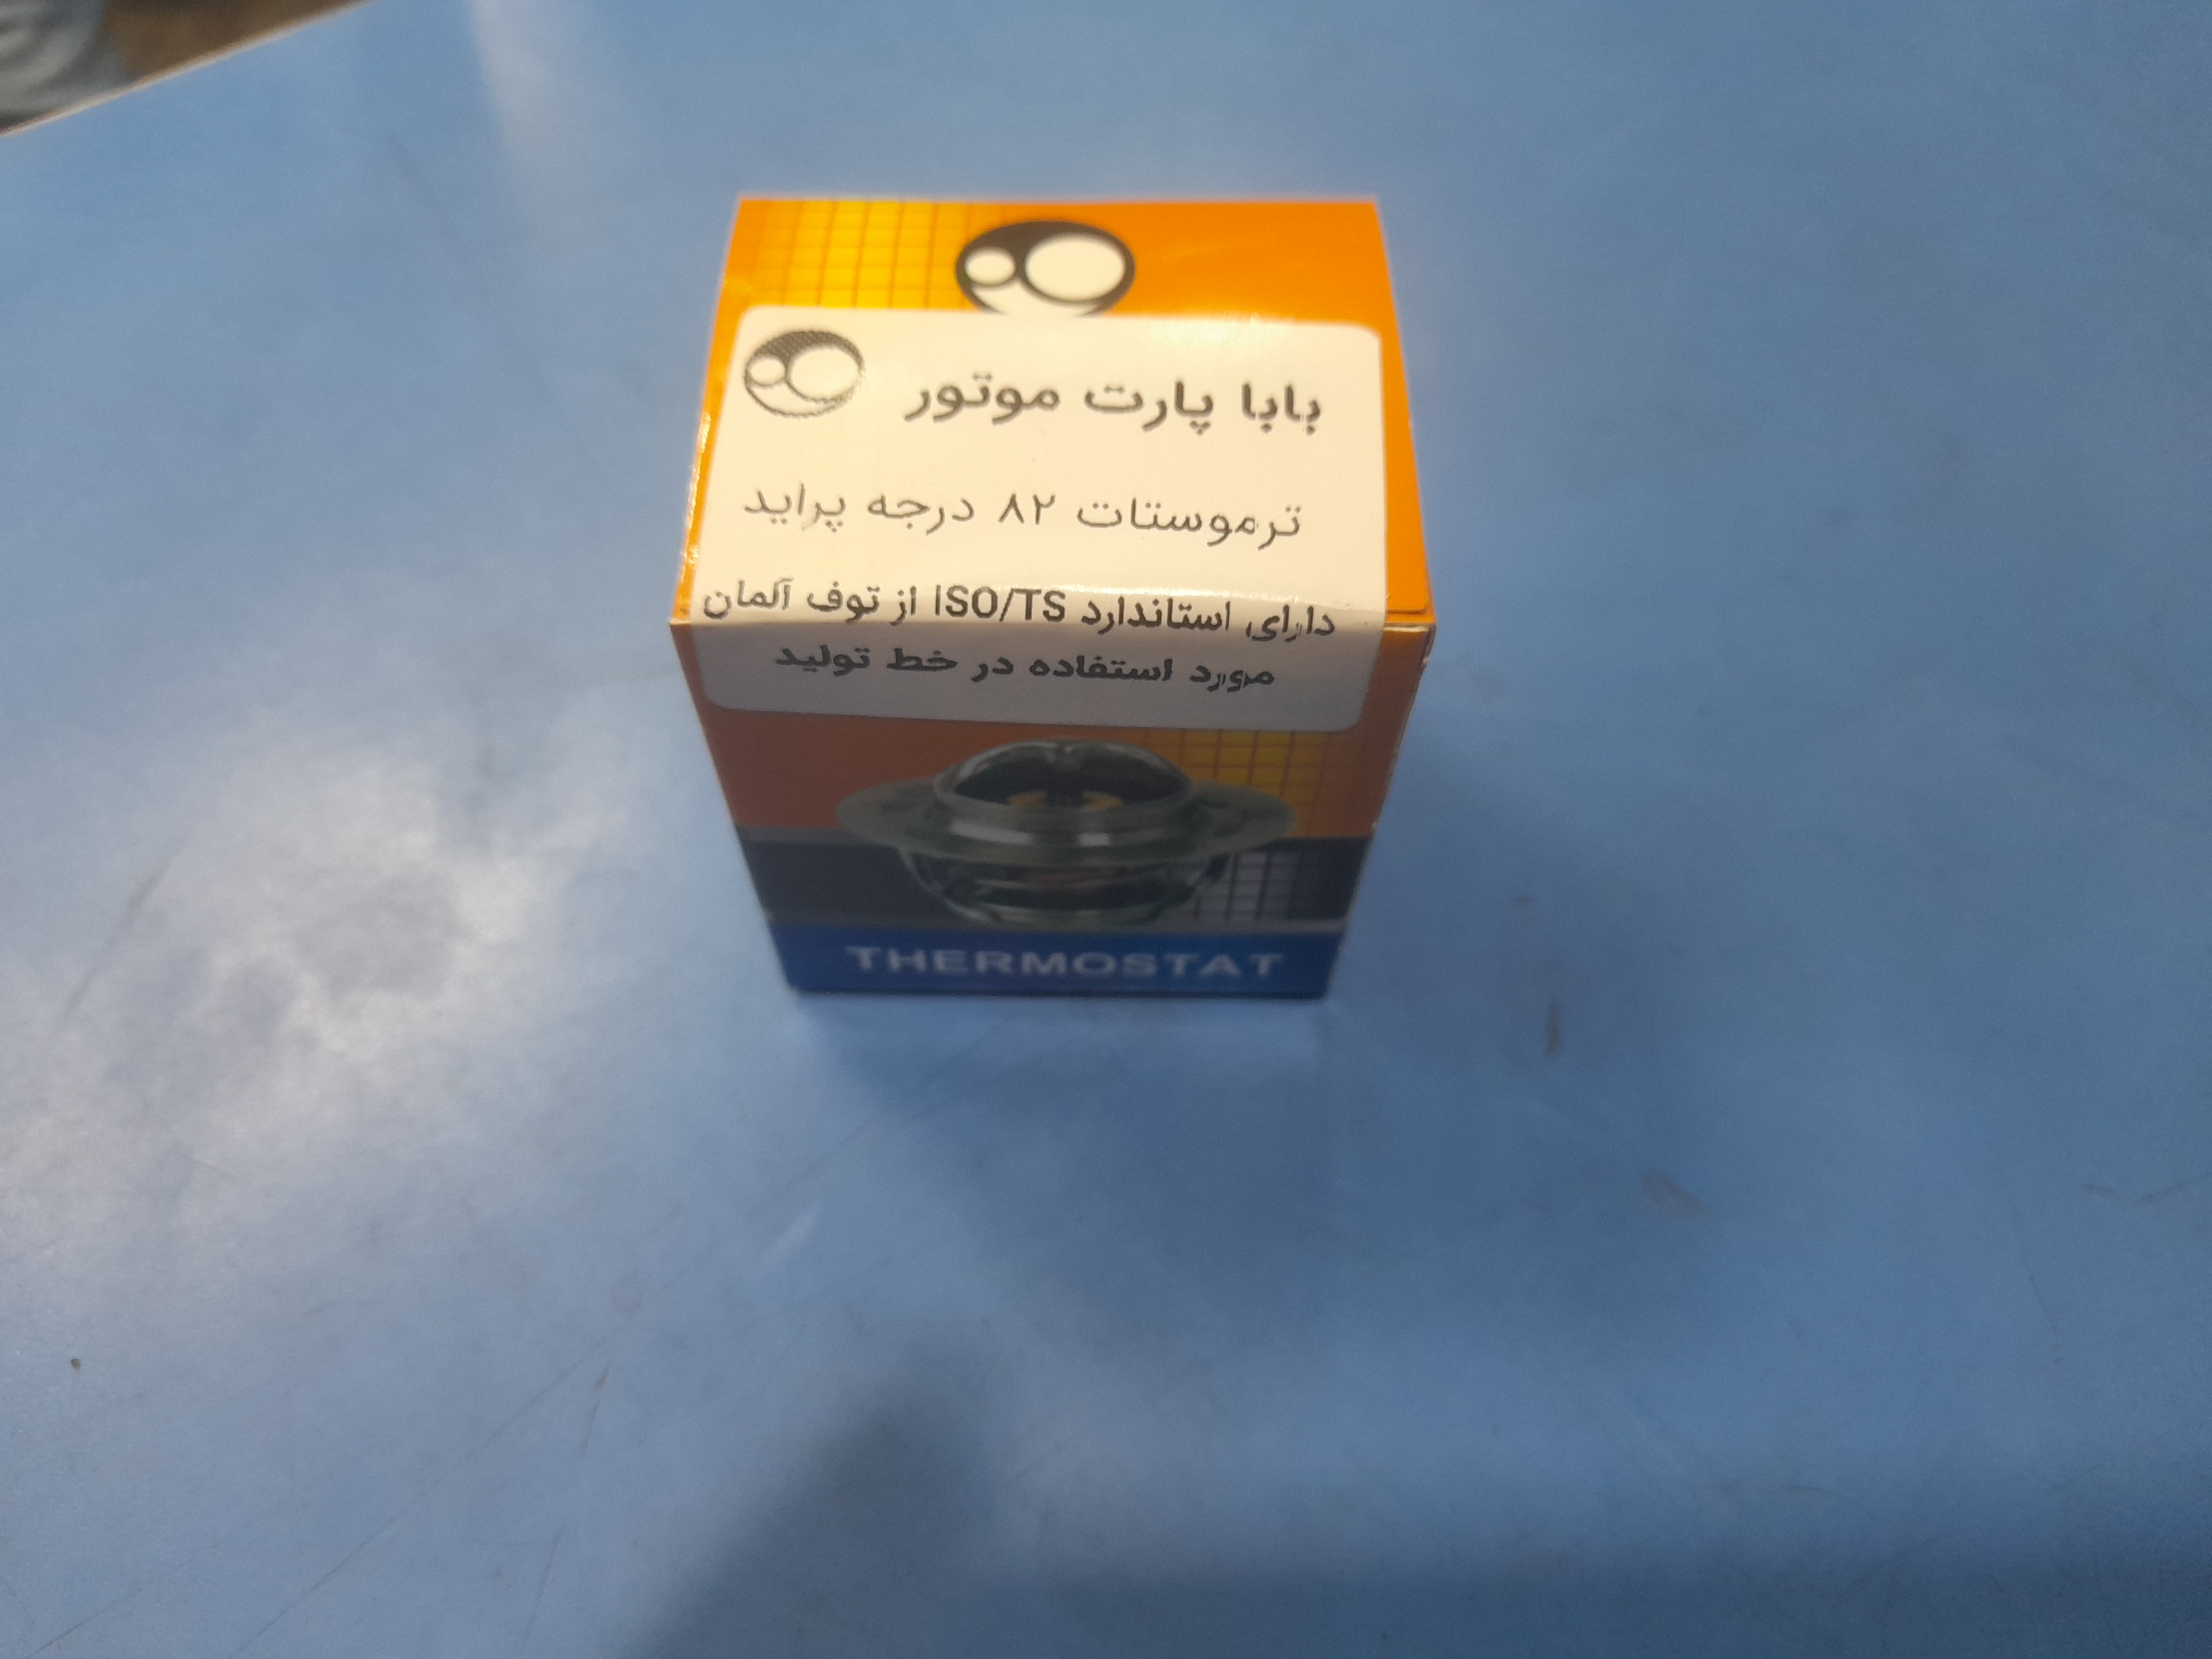 بابا پارت موتور
ترموستات ۸۲ درجه پراید
دارای استاندارد ISO/TS از توف آلمان
مورد استفاده در خط تولید
THERMOSTAT